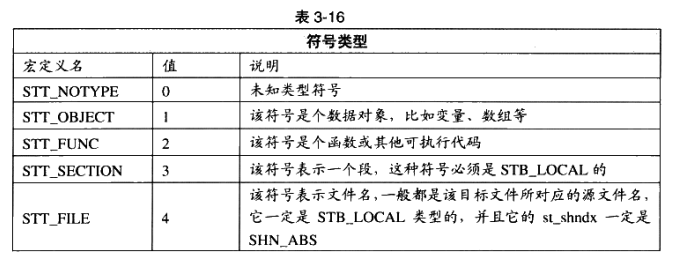 表 3-16
符号类型
宏定义名 值 说明
STT_NOTYPE 0 未知类型符号
STT_OBJECT 1 该符号是个数据对象，比如变量、数组等
STT_FUNC 2 该符号是个函数或其他可执行代码
STT_SECTION 3 该符号表示一个段，这种符号必须是 STB_LOCAL 的
STT_FILE 4 该符号表示文件名，一般都是该目标文件所对应的源文件名，
它一定是 STB_LOCAL 类型的，并且它的 st_shndx 一定是
SHN_ABS